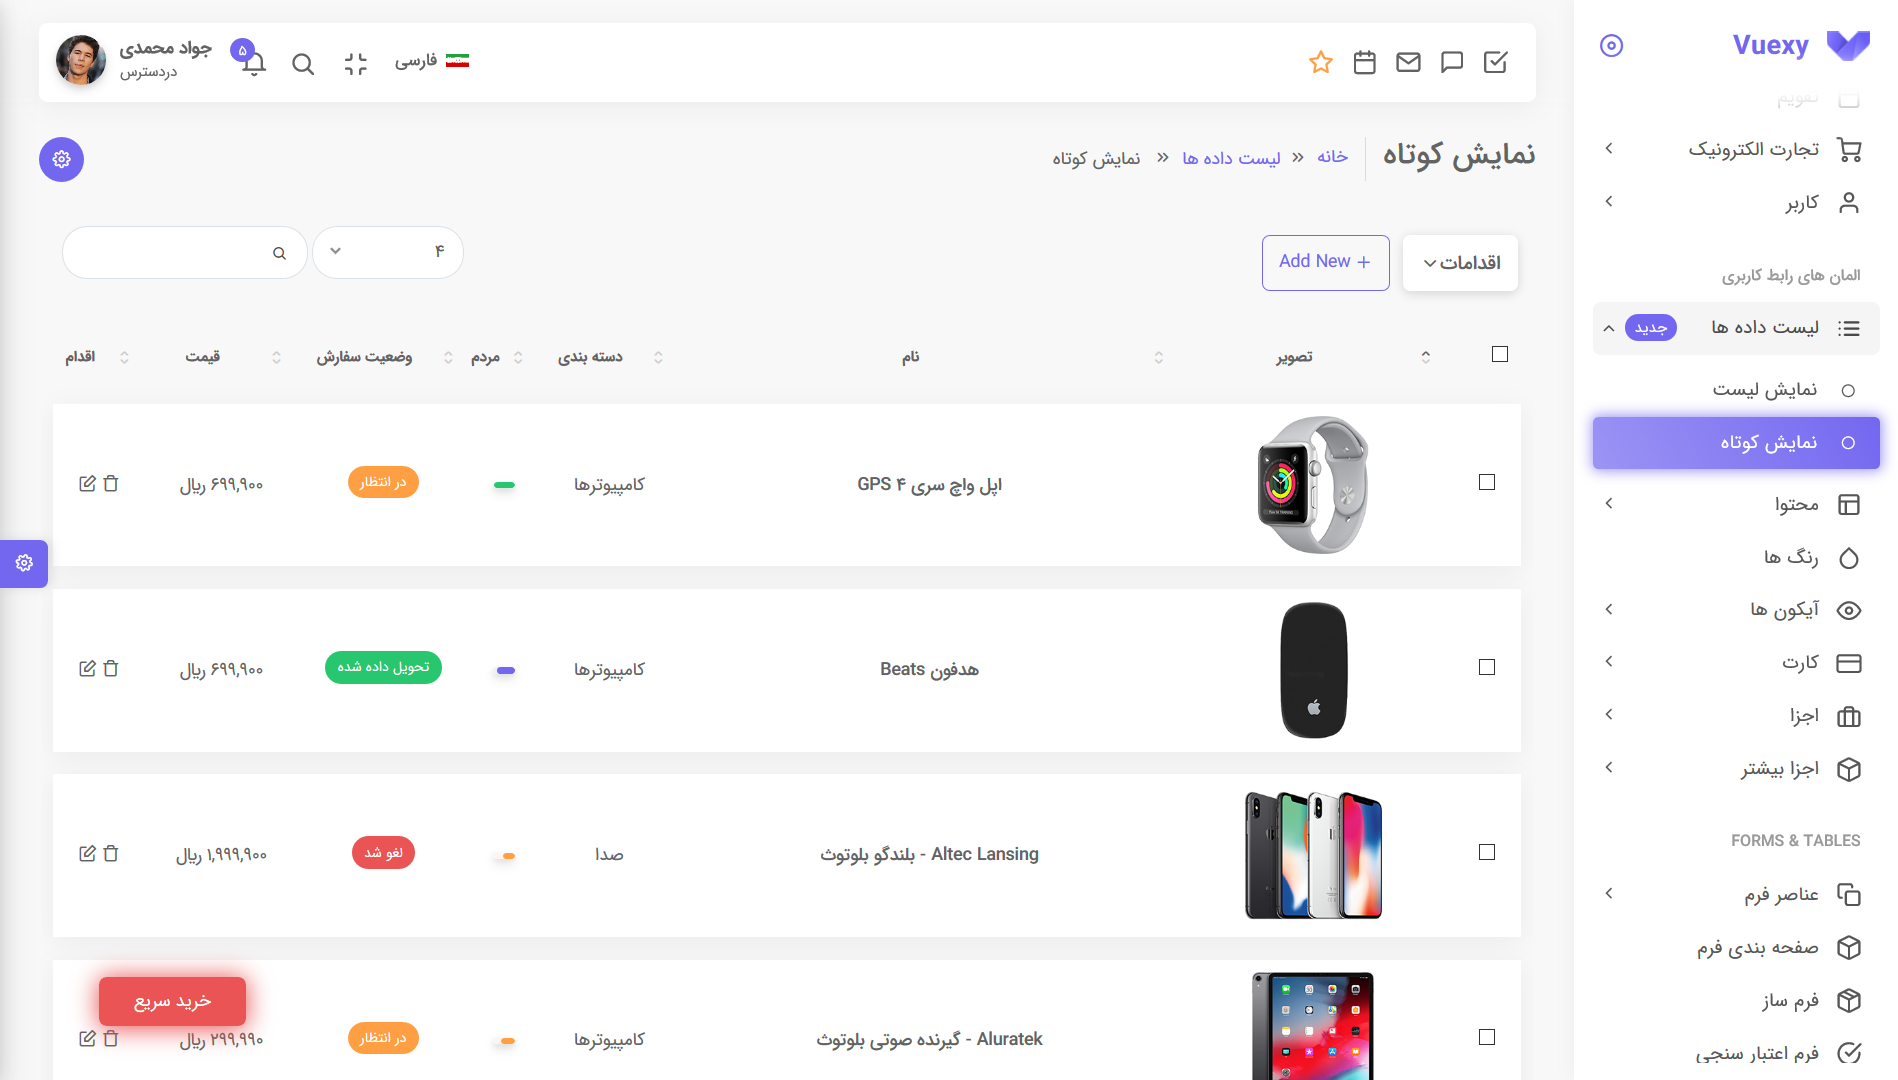 Vuexy
تقویم
تجارت الکترونیک
کاربر
المان های رابط کاربری
لیست داده ها
جدید
نمایش لیست
نمایش کوتاه
محتوا
رنگ ها
آیکون ها
کارت
اجزا
اجزا بیشتر
FORMS & TABLES
عناصر فرم
صفحه بندی فرم
فرم ساز
فرم اعتبار سنجی
فارسی
۵
جواد محمدی
دردسترس
نمایش کوتاه
خانه » لیست داده ها » نمایش کوتاه
اقدامات
Add New
۴
تصویر نام دسته بندی مردم وضعیت سفارش قیمت اقدام
اپل واچ سری ۴ GPS کامپیوترها در انتظار ۶۹۹,۹۰۰ ریال
هدفون Beats کامپیوترها تحویل داده شده ۶۹۹,۹۰۰ ریال
Altec Lansing - بلندگو بلوتوث صدا لغو شد ۱,۹۹۹,۹۰۰ ریال
Aluratek - گیرنده صوتی بلوتوث کامپیوترها در انتظار ۲۹۹,۹۹۰ ریال
خرید سریع